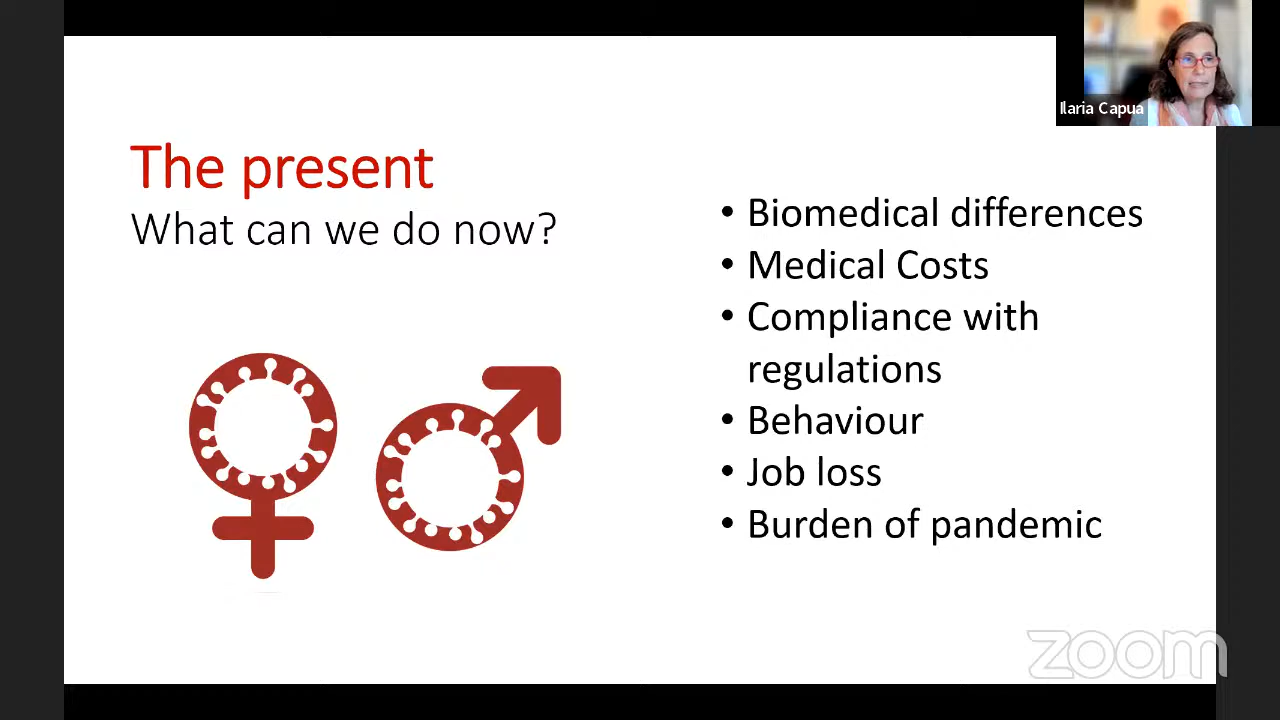 Ilaria Capua
The present
What can we do now?
• Biomedical differences
• Medical Costs
• Compliance with
regulations
• Behaviour
• Job loss
• Burden of pandemic
zoom